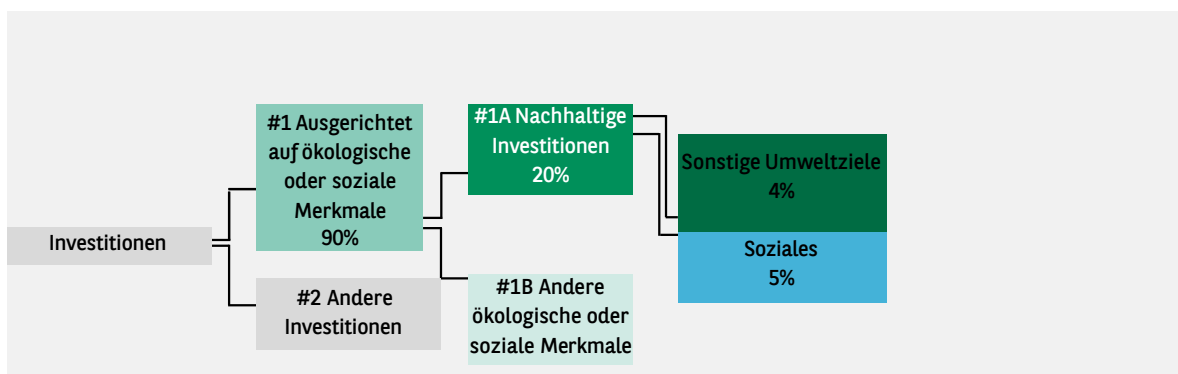 Investitionen
#1 Ausgerichtet
auf ökologische
oder soziale
Merkmale
90%
#2 Andere
Investitionen
#1A Nachhaltige
Investitionen
20%
#1B Andere
ökologische oder
soziale Merkmale
Sonstige Umweltziele
4%
Soziales
5%